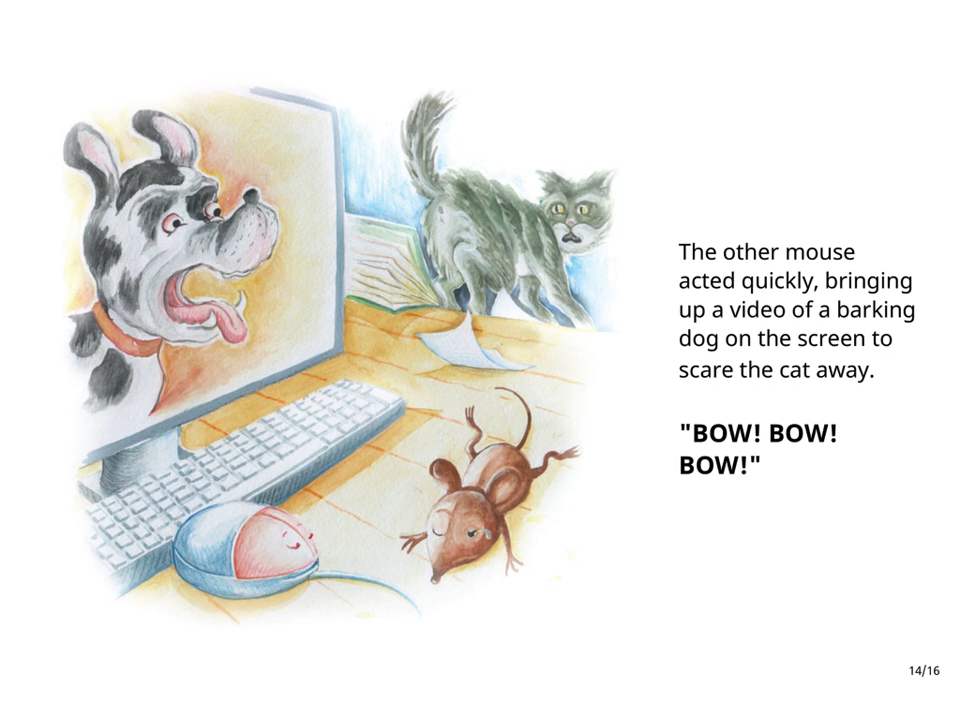 The other mouse
acted quickly, bringing
up a video of a barking
dog on the screen to
scare the cat away.
"BOW! BOW!
BOW!"
14/16